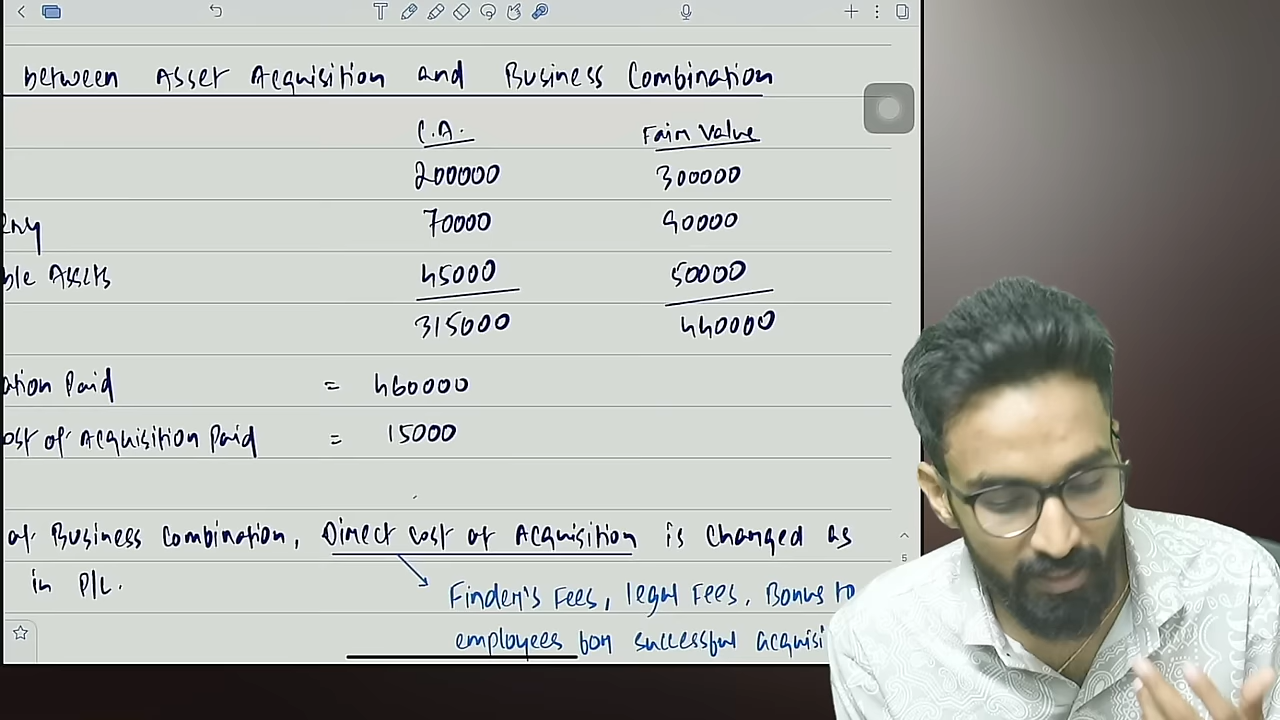 between Asset Acquisition and Business Combination
C.A. Fair Value
200000 300000
70000 90000
ble Assets 45000 50000
315000 440000
ation Paid = 460000
ost of Acquisition Paid = 15000
of Business Combination, Direct cost of Acquisition is charged as
in P/L.
Finder's Fees, legal Fees, Bonus to
employees for successful acquisi
5